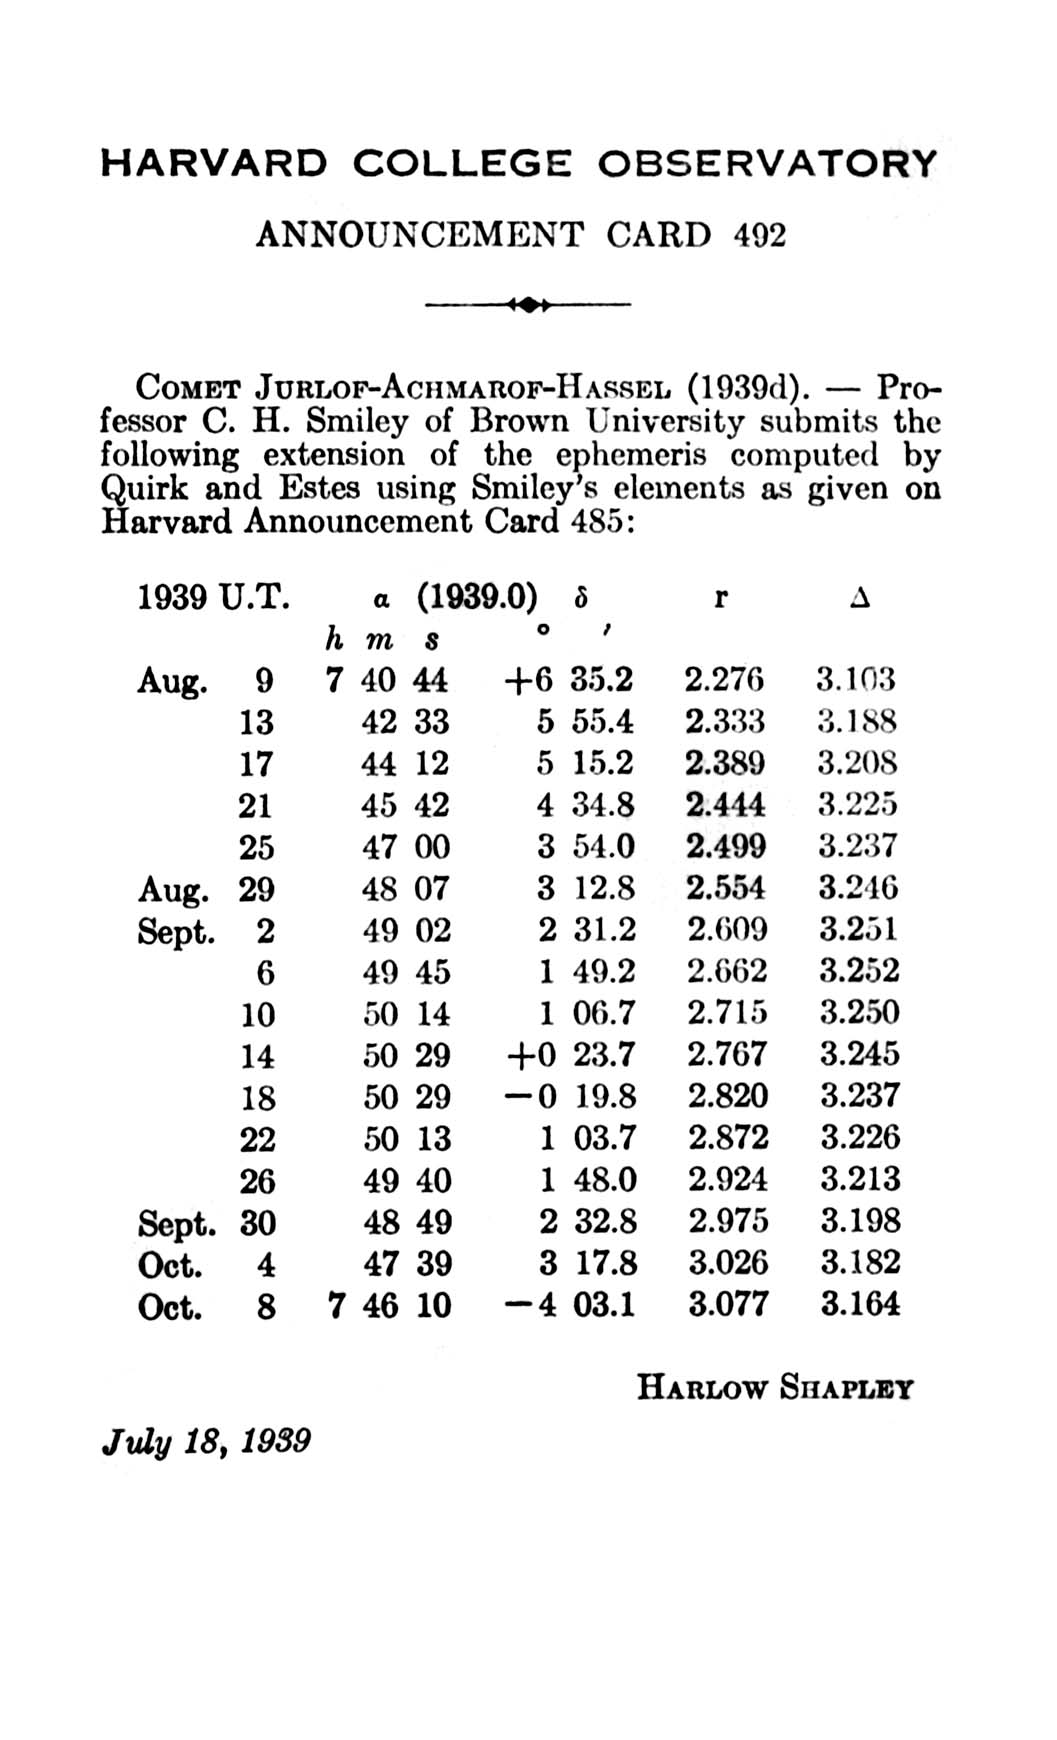 HARVARD COLLEGE OBSERVATORY
ANNOUNCEMENT CARD 492
COMET JURLOF-ACHMAROF-HASSEL (1939d). — Pro-
fessor C. H. Smiley of Brown University submits the
following extension of the ephemeris computed by
Quirk and Estes using Smiley's elements as given on
Harvard Announcement Card 485:
1939 U.T. α (1939.0) δ r Δ
h m s ° ′
Aug. 9 7 40 44 +6 35.2 2.276 3.103
13 42 33 5 55.4 2.333 3.188
17 44 12 5 15.2 2.389 3.208
21 45 42 4 34.8 2.444 3.225
25 47 00 3 54.0 2.499 3.237
Aug. 29 48 07 3 12.8 2.554 3.246
Sept. 2 49 02 2 31.2 2.609 3.251
6 49 45 1 49.2 2.662 3.252
10 50 14 1 06.7 2.715 3.250
14 50 29 +0 23.7 2.767 3.245
18 50 29 −0 19.8 2.820 3.237
22 50 13 1 03.7 2.872 3.226
26 49 40 1 48.0 2.924 3.213
Sept. 30 48 49 2 32.8 2.975 3.198
Oct. 4 47 39 3 17.8 3.026 3.182
Oct. 8 7 46 10 −4 03.1 3.077 3.164
HARLOW SHAPLEY
July 18, 1939